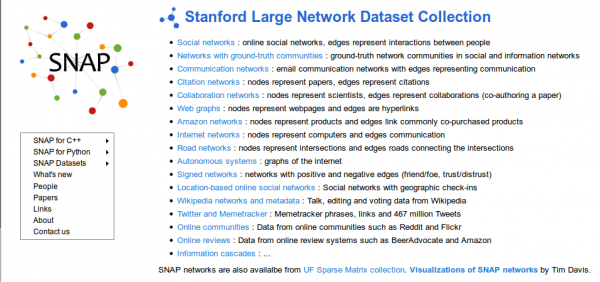 SNAP
SNAP for C++
SNAP for Python
SNAP Datasets
What's new
People
Papers
Links
About
Contact us
Stanford Large Network Dataset Collection
Social networks : online social networks, edges represent interactions between people
Networks with ground-truth communities : ground-truth network communities in social and information networks
Communication networks : email communication networks with edges representing communication
Citation networks : nodes represent papers, edges represent citations
Collaboration networks : nodes represent scientists, edges represent collaborations (co-authoring a paper)
Web graphs : nodes represent webpages and edges are hyperlinks
Amazon networks : nodes represent products and edges link commonly co-purchased products
Internet networks : nodes represent computers and edges communication
Road networks : nodes represent intersections and edges roads connecting the intersections
Autonomous systems : graphs of the internet
Signed networks : networks with positive and negative edges (friend/foe, trust/distrust)
Location-based online social networks : Social networks with geographic check-ins
Wikipedia networks and metadata : Talk, editing and voting data from Wikipedia
Twitter and Memetracker : Memetracker phrases, links and 467 million Tweets
Online communities : Data from online communities such as Reddit and Flickr
Online reviews : Data from online review systems such as BeerAdvocate and Amazon
Information cascades : ...
SNAP networks are also availalbe from UF Sparse Matrix collection. Visualizations of SNAP networks by Tim Davis.